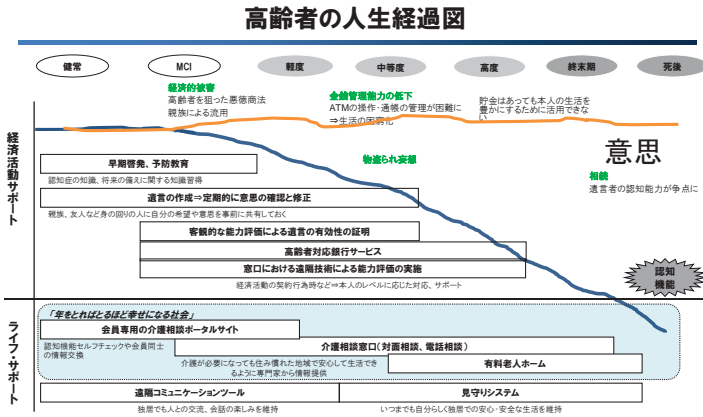 高齢者の人生経過図
健常
MCI
軽度
中等度
高度
終末期
死後
経済的被害
高齢者を狙った悪徳商法
親族による流用
金銭管理能力の低下
ATMの操作・通帳の管理が困難に
⇒生活の困窮化
貯金はあっても本人の生活を
豊かにするために活用できな
い
経済活動サポート
物盗られ妄想
意思
相続
遺言者の認知能力が争点に
早期啓発、予防教育
認知症の知識、将来の備えに関する知識習得
遺言の作成⇒定期的に意思の確認と修正
親族、友人など身の回りの人に自分の希望や意思を事前に共有しておく
客観的な能力評価による遺言の有効性の証明
高齢者対応銀行サービス
窓口における遠隔技術による能力評価の実施
経済活動の契約行為時など⇒本人のレベルに応じた対応、サポート
認知
機能
ライフ・サポート
「年をとればとるほど幸せになる社会」
会員専用の介護相談ポータルサイト
認知機能セルフチェックや会員同士
の情報交換
介護相談窓口（対面相談、電話相談）
介護が必要になっても住み慣れた地域で安心して生活でき
るように専門家から情報提供
有料老人ホーム
遠隔コミュニケーションツール
見守りシステム
独居でも人との交流、会話の楽しみを維持
いつまでも自分らしく独居での安心・安全な生活を維持